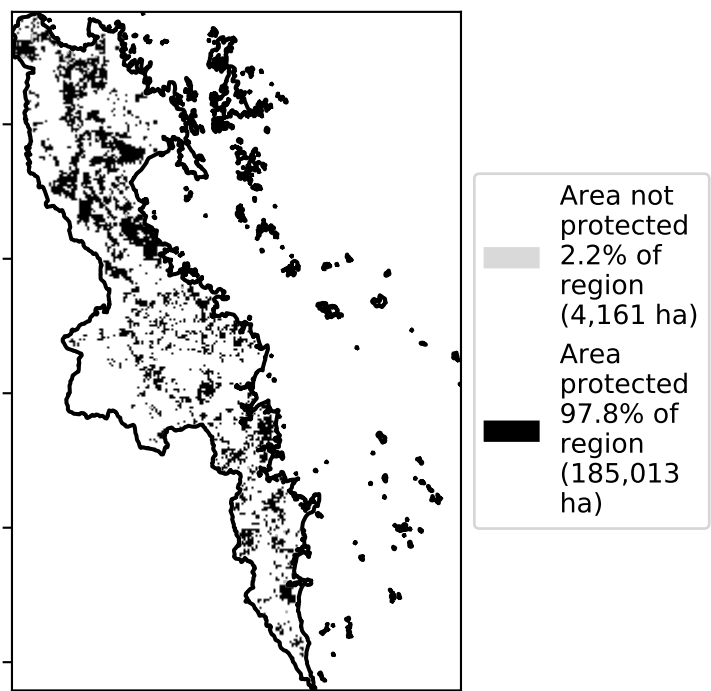 Area not
protected
2.2% of
region
(4,161 ha)
Area
protected
97.8% of
region
(185,013
ha)